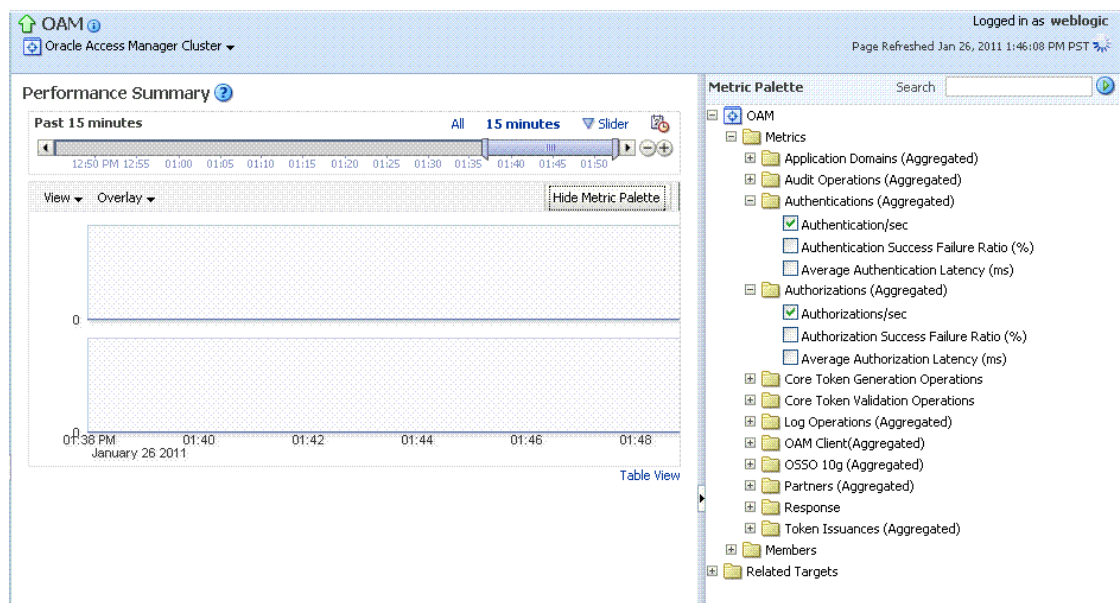 OAM
Logged in as weblogic
Oracle Access Manager Cluster
Page Refreshed Jan 26, 2011 1:46:08 PM PST
Performance Summary
Past 15 minutes
All 15 minutes Slider
12:50 PM 12:55 01:00 01:05 01:10 01:15 01:20 01:25 01:30 01:35 01:40 01:45 01:50
View Overlay Hide Metric Palette
0
0
01:38 PM 01:40 01:42 01:44 01:46 01:48
January 26 2011
Table View
Metric Palette Search
OAM
Metrics
Application Domains (Aggregated)
Audit Operations (Aggregated)
Authentications (Aggregated)
Authentication/sec
Authentication Success Failure Ratio (%)
Average Authentication Latency (ms)
Authorizations (Aggregated)
Authorizations/sec
Authorization Success Failure Ratio (%)
Average Authorization Latency (ms)
Core Token Generation Operations
Core Token Validation Operations
Log Operations (Aggregated)
OAM Client(Aggregated)
OSSO 10g (Aggregated)
Partners (Aggregated)
Response
Token Issuances (Aggregated)
Members
Related Targets